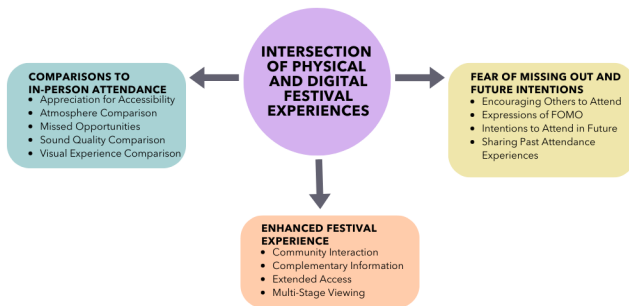 INTERSECTION
OF PHYSICAL
AND DIGITAL
FESTIVAL
EXPERIENCES
COMPARISONS TO
IN-PERSON ATTENDANCE
• Appreciation for Accessibility
• Atmosphere Comparison
• Missed Opportunities
• Sound Quality Comparison
• Visual Experience Comparison
FEAR OF MISSING OUT AND
FUTURE INTENTIONS
• Encouraging Others to Attend
• Expressions of FOMO
• Intentions to Attend in Future
• Sharing Past Attendance
Experiences
ENHANCED FESTIVAL
EXPERIENCE
• Community Interaction
• Complementary Information
• Extended Access
• Multi-Stage Viewing